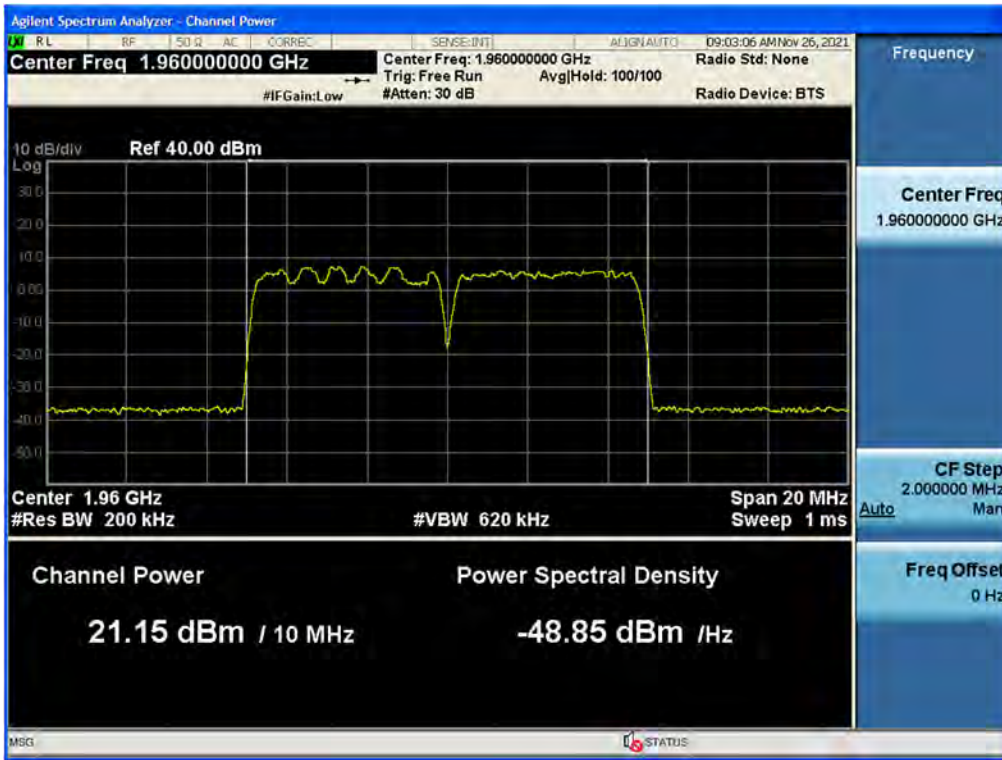 Agilent Spectrum Analyzer - Channel Power
LXI RL RF 50 Ω AC CORREC SENSE:INT ALIGNAUTO 09:03:06 AM Nov 26, 2021
Center Freq 1.960000000 GHz
Center Freq: 1.960000000 GHz
Radio Std: None
Trig: Free Run Avg|Hold: 100/100
#IFGain:Low #Atten: 30 dB Radio Device: BTS
10 dB/div Ref 40.00 dBm
Log
30.0
20.0
10.0
0.00
-10.0
-20.0
-30.0
-40.0
-50.0
Center 1.96 GHz Span 20 MHz
#Res BW 200 kHz #VBW 620 kHz Sweep 1 ms
Channel Power Power Spectral Density
21.15 dBm / 10 MHz -48.85 dBm /Hz
MSG STATUS
Frequency
Center Freq
1.960000000 GHz
CF Step
2.000000 MHz
Auto Man
Freq Offset
0 Hz